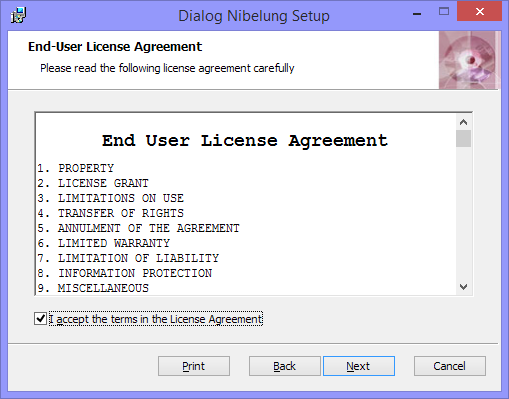 Dialog Nibelung Setup
End-User License Agreement
Please read the following license agreement carefully
End User License Agreement
1. PROPERTY
2. LICENSE GRANT
3. LIMITATIONS ON USE
4. TRANSFER OF RIGHTS
5. ANNULMENT OF THE AGREEMENT
6. LIMITED WARRANTY
7. LIMITATION OF LIABILITY
8. INFORMATION PROTECTION
9. MISCELLANEOUS
I accept the terms in the License Agreement
Print Back Next Cancel